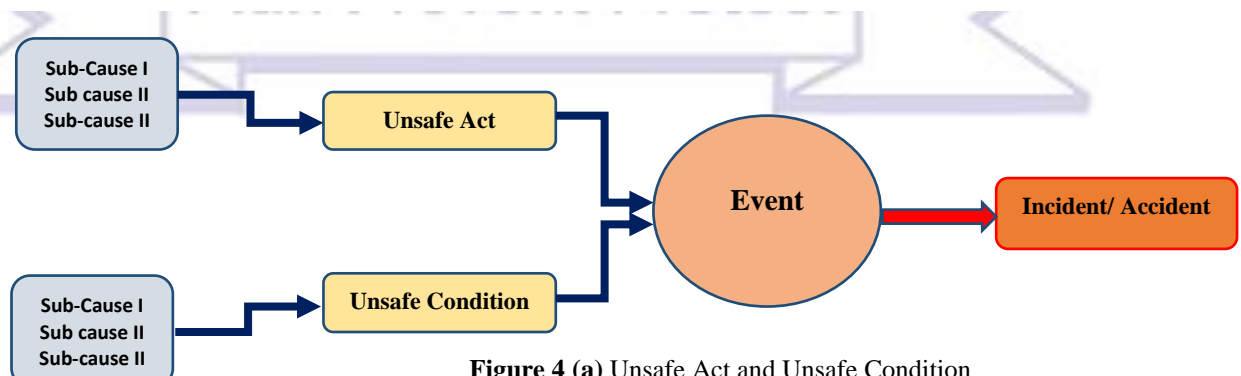 Sub-Cause I
Sub cause II
Sub-cause II
Unsafe Act
Event
Incident/ Accident
Sub-Cause I
Sub cause II
Sub-cause II
Unsafe Condition
Figure 4 (a) Unsafe Act and Unsafe Condition